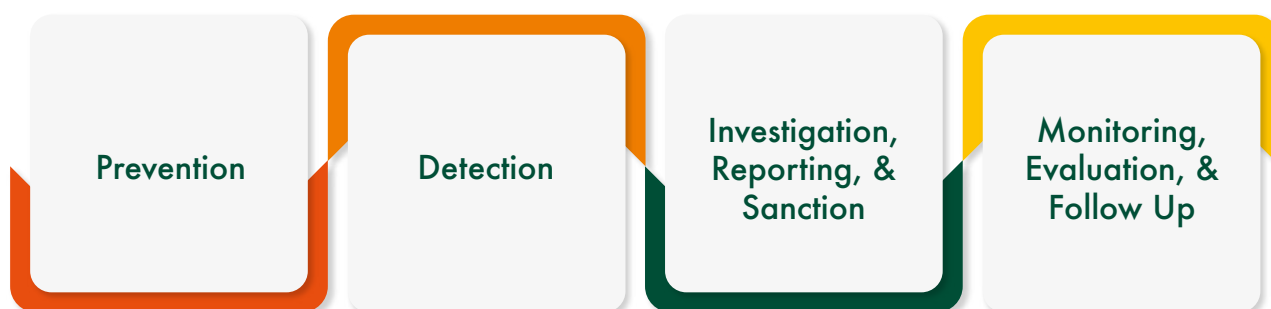 Prevention
Detection
Investigation,
Reporting, &
Sanction
Monitoring,
Evaluation, &
Follow Up